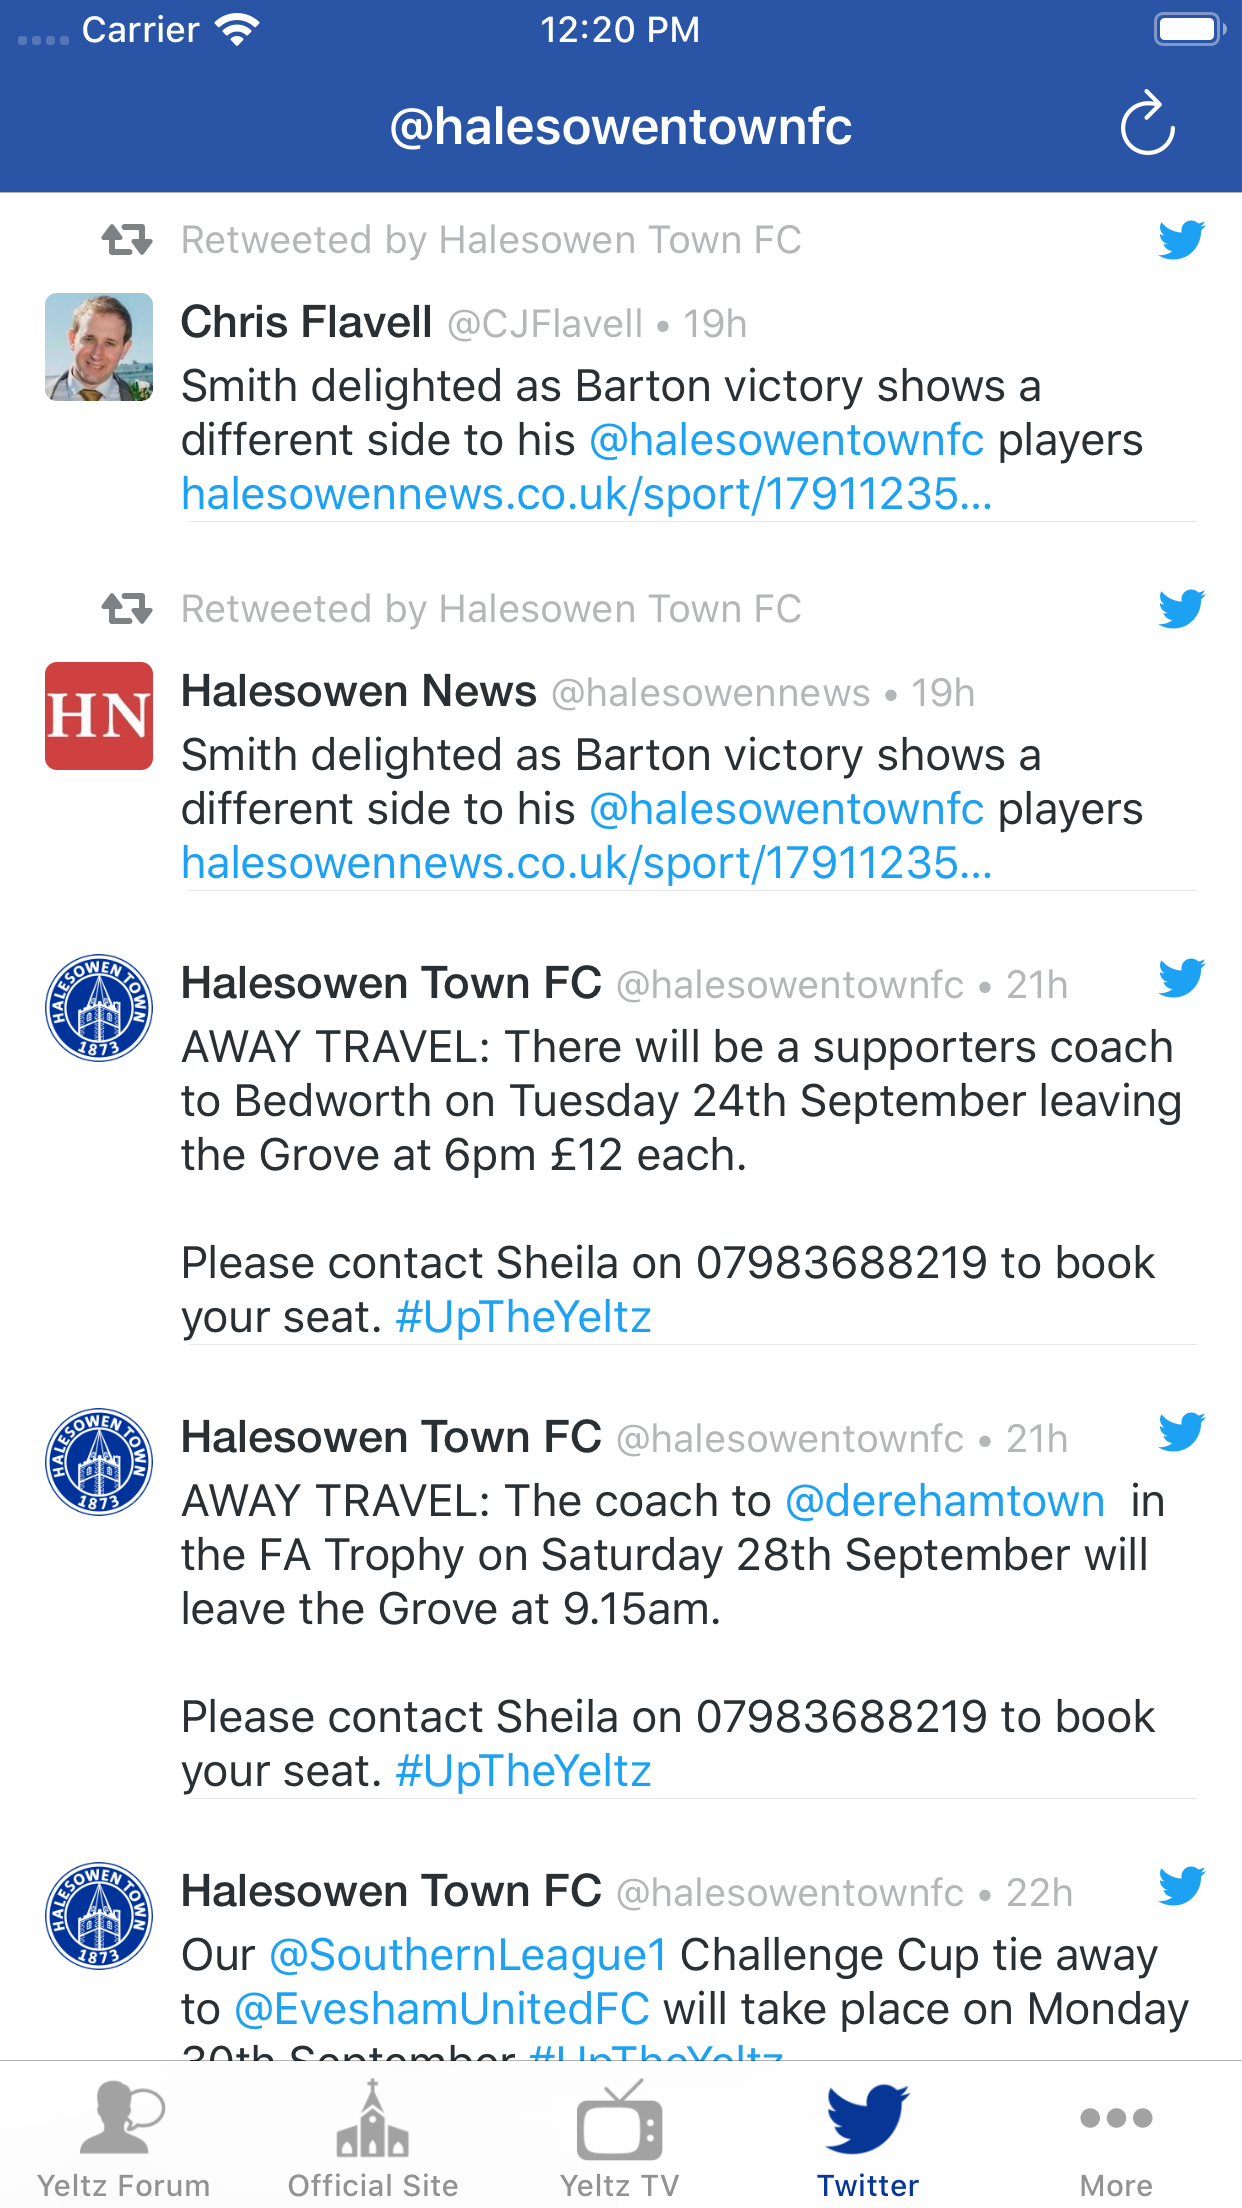 Carrier 12:20 PM
@halesowentownfc
Retweeted by Halesowen Town FC
Chris Flavell @CJFlavell • 19h
Smith delighted as Barton victory shows a
different side to his @halesowentownfc players
halesowennews.co.uk/sport/17911235...
Retweeted by Halesowen Town FC
HN
Halesowen News @halesowennews • 19h
Smith delighted as Barton victory shows a
different side to his @halesowentownfc players
halesowennews.co.uk/sport/17911235...
HALESOWEN TOWN
1873
Halesowen Town FC @halesowentownfc • 21h
AWAY TRAVEL: There will be a supporters coach
to Bedworth on Tuesday 24th September leaving
the Grove at 6pm £12 each.
Please contact Sheila on 07983688219 to book
your seat. #UpTheYeltz
HALESOWEN TOWN
1873
Halesowen Town FC @halesowentownfc • 21h
AWAY TRAVEL: The coach to @derehamtown in
the FA Trophy on Saturday 28th September will
leave the Grove at 9.15am.
Please contact Sheila on 07983688219 to book
your seat. #UpTheYeltz
HALESOWEN TOWN
1873
Halesowen Town FC @halesowentownfc • 22h
Our @SouthernLeague1 Challenge Cup tie away
to @EveshamUnitedFC will take place on Monday
30th September #UpTheYeltz
Yeltz Forum Official Site Yeltz TV Twitter More